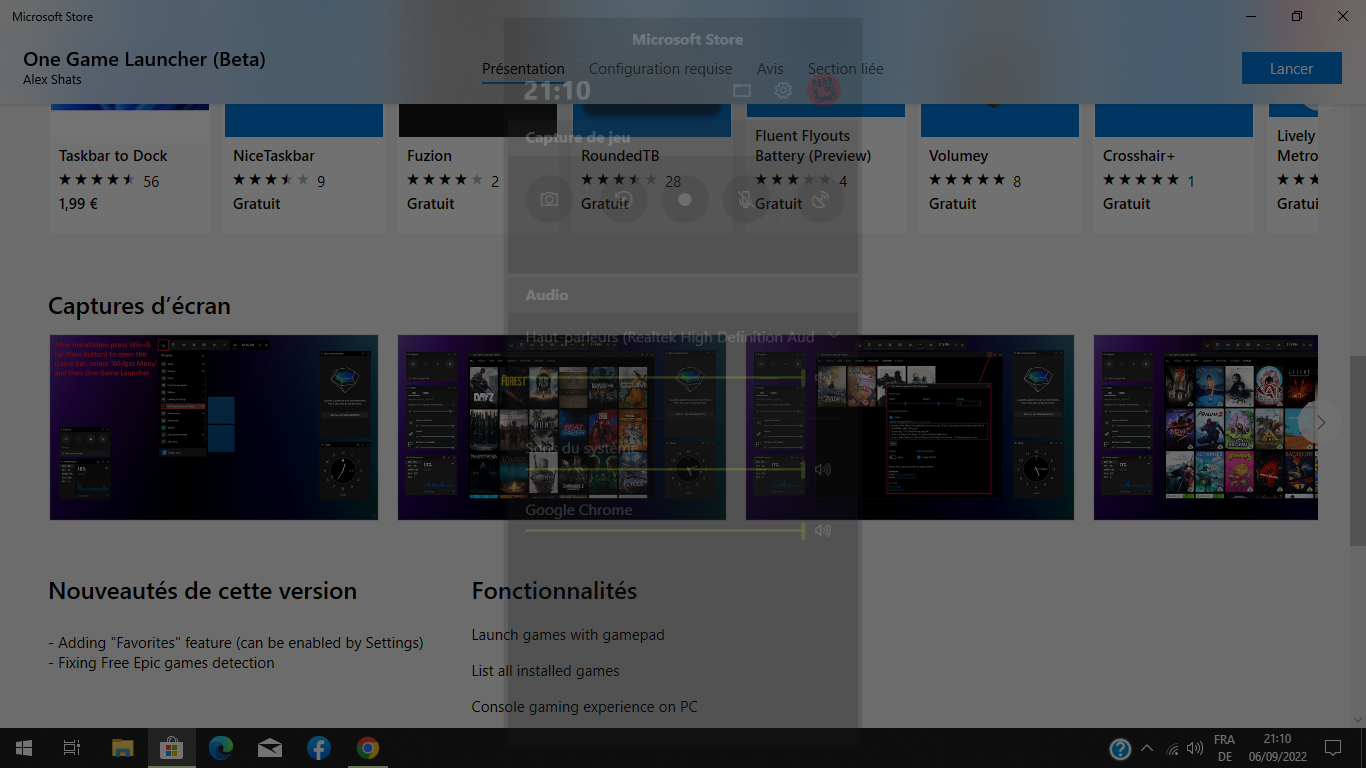 Microsoft Store
One Game Launcher (Beta)
Alex Shats
Présentation
Configuration requise
Avis
Section liée
Lancer
Microsoft Store
21:10
Capture de jeu
Taskbar to Dock
56
1,99 €
NiceTaskbar
9
Gratuit
Fuzion
2
Gratuit
RoundedTB
28
Gratuit
Fluent Flyouts
Battery (Preview)
4
Gratuit
Volumey
8
Gratuit
Crosshair+
1
Gratuit
Lively
Metro
Gratui
Audio
Haut-parleurs (Realtek High Definition Aud
Sons du système
Google Chrome
Captures d’écran
After installation press Win+G
(or Xbox button) to open the
Game Bar, select 'Widget Menu'
and then One Game Launcher
DAYZ
FOREST
BEAT
SABER
Nouveautés de cette version
- Adding "Favorites" feature (can be enabled by Settings)
- Fixing Free Epic games detection
Fonctionnalités
Launch games with gamepad
List all installed games
Console gaming experience on PC
FRA
DE
21:10
06/09/2022